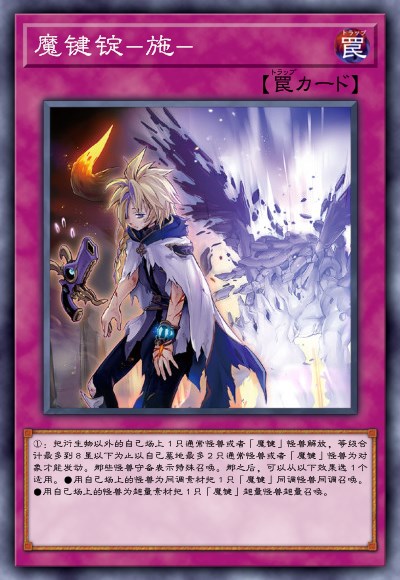 魔键锭－施－
トラップ
罠
トラップ
【罠カード】
①：把衍生物以外的自己场上1只通常怪兽或者「魔键」怪兽解放，等级合
计最多到8星以下为止以自己墓地最多2只通常怪兽或者「魔键」怪兽为对
象才能发动。那些怪兽守备表示特殊召唤。那之后，可以从以下效果选1个
适用。●用自己场上的怪兽为同调素材把1只「魔键」同调怪兽同调召唤。
●用自己场上的怪兽为超量素材把1只「魔键」超量怪兽超量召唤。